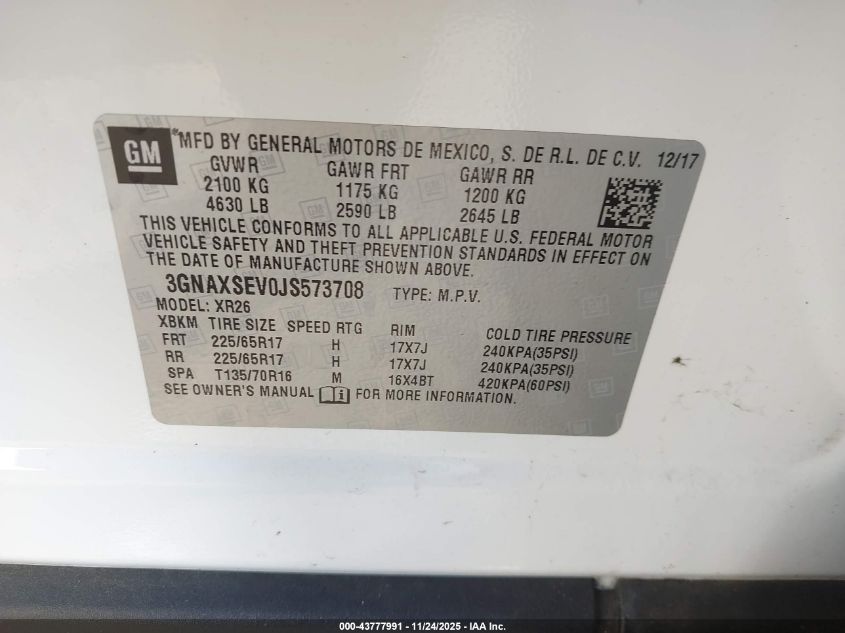 GM
*MFD BY GENERAL MOTORS DE MEXICO, S. DE R.L. DE C.V. 12/17
GVWR GAWR FRT GAWR RR
2100 KG 1175 KG 1200 KG
4630 LB 2590 LB 2645 LB
THIS VEHICLE CONFORMS TO ALL APPLICABLE U.S. FEDERAL MOTOR
VEHICLE SAFETY AND THEFT PREVENTION STANDARDS IN EFFECT ON
THE DATE OF MANUFACTURE SHOWN ABOVE.
3GNAXSEV0JS573708 TYPE: M.P.V.
MODEL: XR26
XBKM TIRE SIZE SPEED RTG RIM COLD TIRE PRESSURE
FRT 225/65R17 H 17X7J 240KPA(35PSI)
RR 225/65R17 H 17X7J 240KPA(35PSI)
SPA T135/70R16 M 16X4BT 420KPA(60PSI)
SEE OWNER'S MANUAL i FOR MORE INFORMATION.
000-43777991 - 11/24/2025 - IAA Inc.